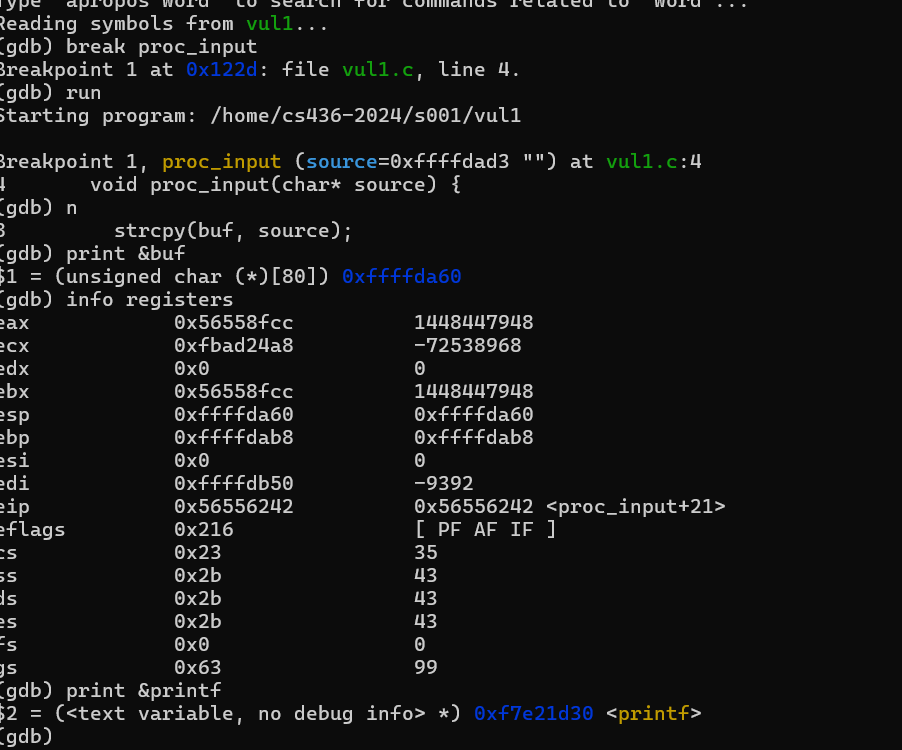 Type "apropos word" to search for commands related to "word"...
Reading symbols from vul1...
(gdb) break proc_input
Breakpoint 1 at 0x122d: file vul1.c, line 4.
(gdb) run
Starting program: /home/cs436-2024/s001/vul1
Breakpoint 1, proc_input (source=0xffffdad3 "") at vul1.c:4
4 void proc_input(char* source) {
(gdb) n
8 strcpy(buf, source);
(gdb) print &buf
$1 = (unsigned char (*)[80]) 0xffffda60
(gdb) info registers
eax 0x56558fcc 1448447948
ecx 0xfbad24a8 -72538968
edx 0x0 0
ebx 0x56558fcc 1448447948
esp 0xffffda60 0xffffda60
ebp 0xffffdab8 0xffffdab8
esi 0x0 0
edi 0xffffdb50 -9392
eip 0x56556242 0x56556242 <proc_input+21>
eflags 0x216 [ PF AF IF ]
cs 0x23 35
ss 0x2b 43
ds 0x2b 43
es 0x2b 43
fs 0x0 0
gs 0x63 99
(gdb) print &printf
$2 = (<text variable, no debug info> *) 0xf7e21d30 <printf>
(gdb)